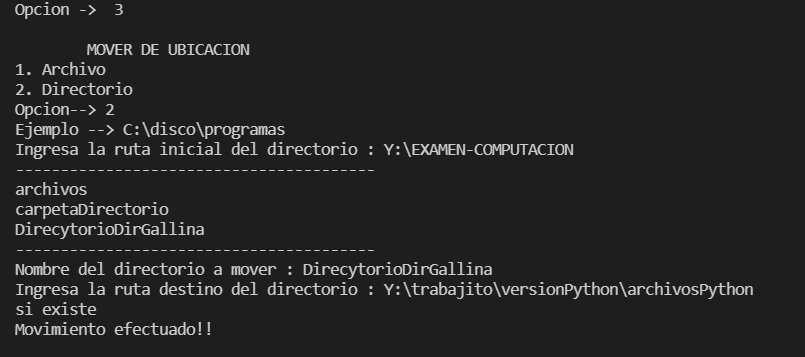 Opcion ->  3
MOVER DE UBICACION
1. Archivo
2. Directorio
Opcion--> 2
Ejemplo --> C:\disco\programas
Ingresa la ruta inicial del directorio : Y:\EXAMEN-COMPUTACION
----------------------------------------
archivos
carpetaDirectorio
DirecytorioDirGallina
----------------------------------------
Nombre del directorio a mover : DirecytorioDirGallina
Ingresa la ruta destino del directorio : Y:\trabajito\versionPython\archivosPython
si existe
Movimiento efectuado!!